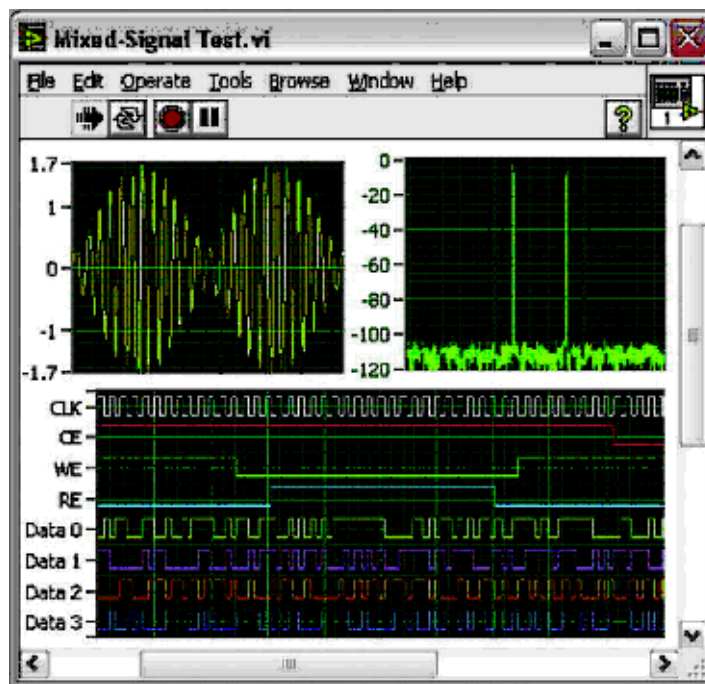 Mixed-Signal Test.vi
File Edit Operate Tools Browse Window Help
?
1
1.7
1
0
-1
-1.7
0
-20
-40
-60
-80
-100
-120
CLK
CE
WE
RE
Data 0
Data 1
Data 2
Data 3